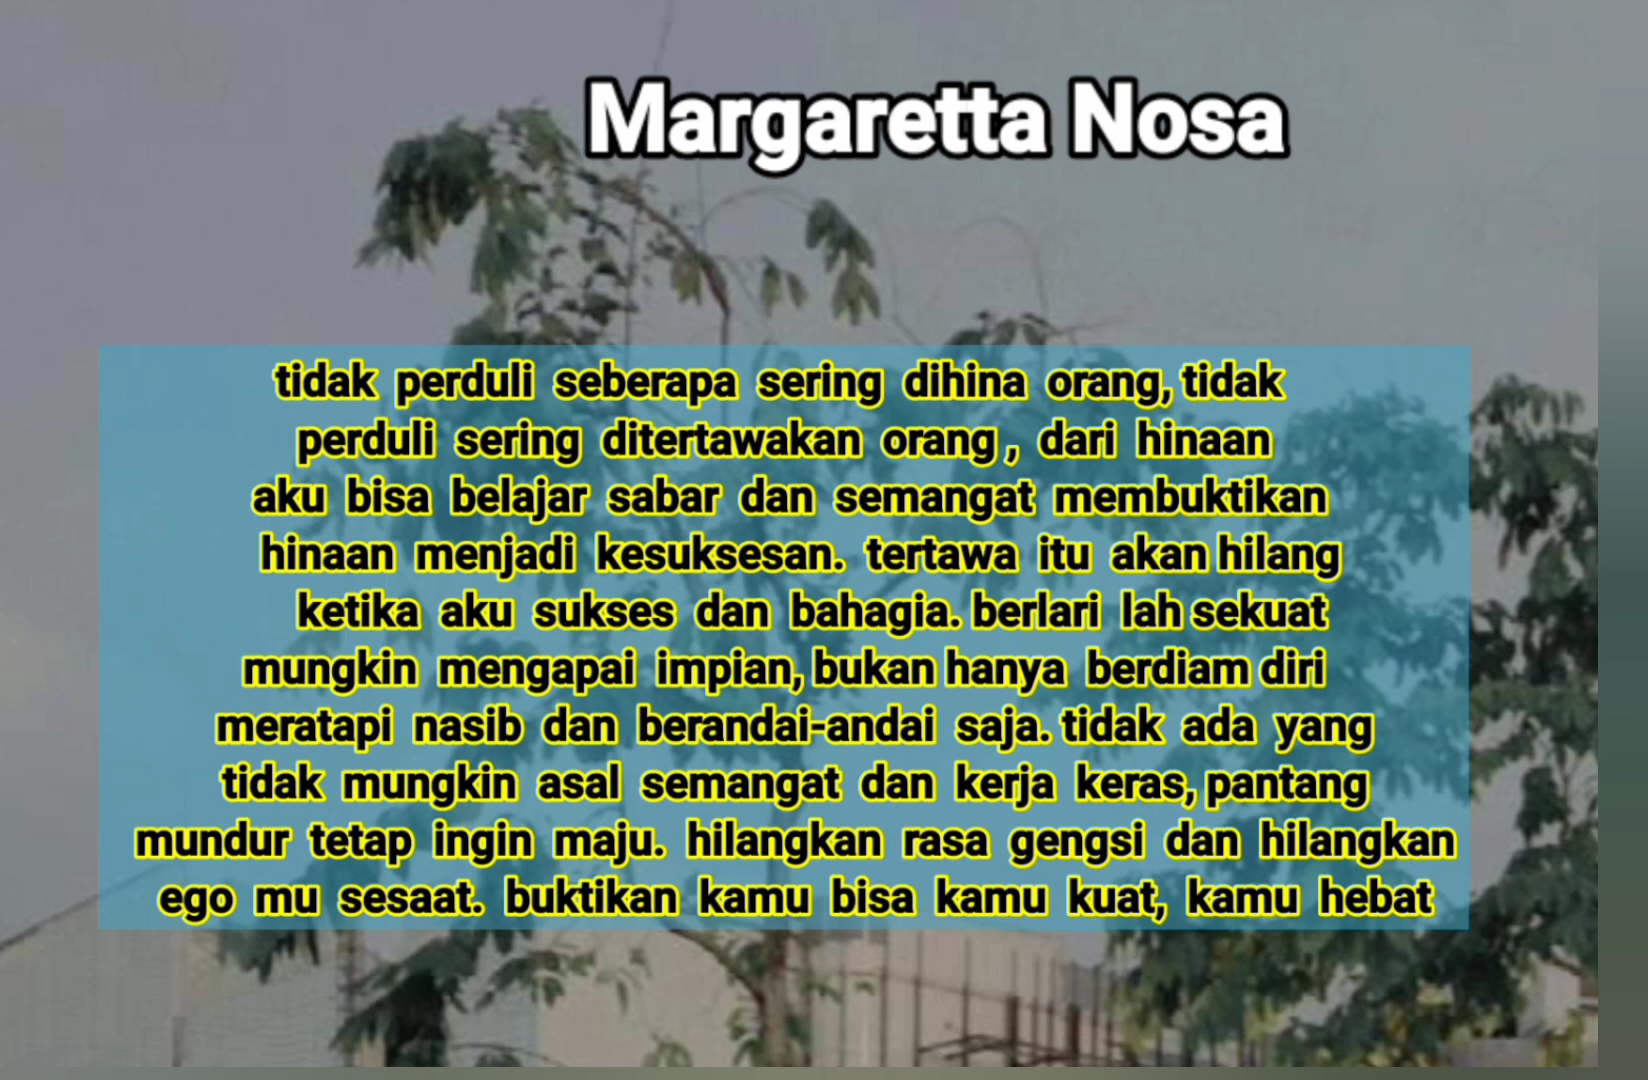 Margaretta Nosa
tidak perduli seberapa sering dihina orang, tidak
perduli sering ditertawakan orang , dari hinaan
aku bisa belajar sabar dan semangat membuktikan
hinaan menjadi kesuksesan. tertawa itu akan hilang
ketika aku sukses dan bahagia. berlari lah sekuat
mungkin mengapai impian, bukan hanya berdiam diri
meratapi nasib dan berandai-andai saja. tidak ada yang
tidak mungkin asal semangat dan kerja keras, pantang
mundur tetap ingin maju. hilangkan rasa gengsi dan hilangkan
ego mu sesaat. buktikan kamu bisa kamu kuat, kamu hebat